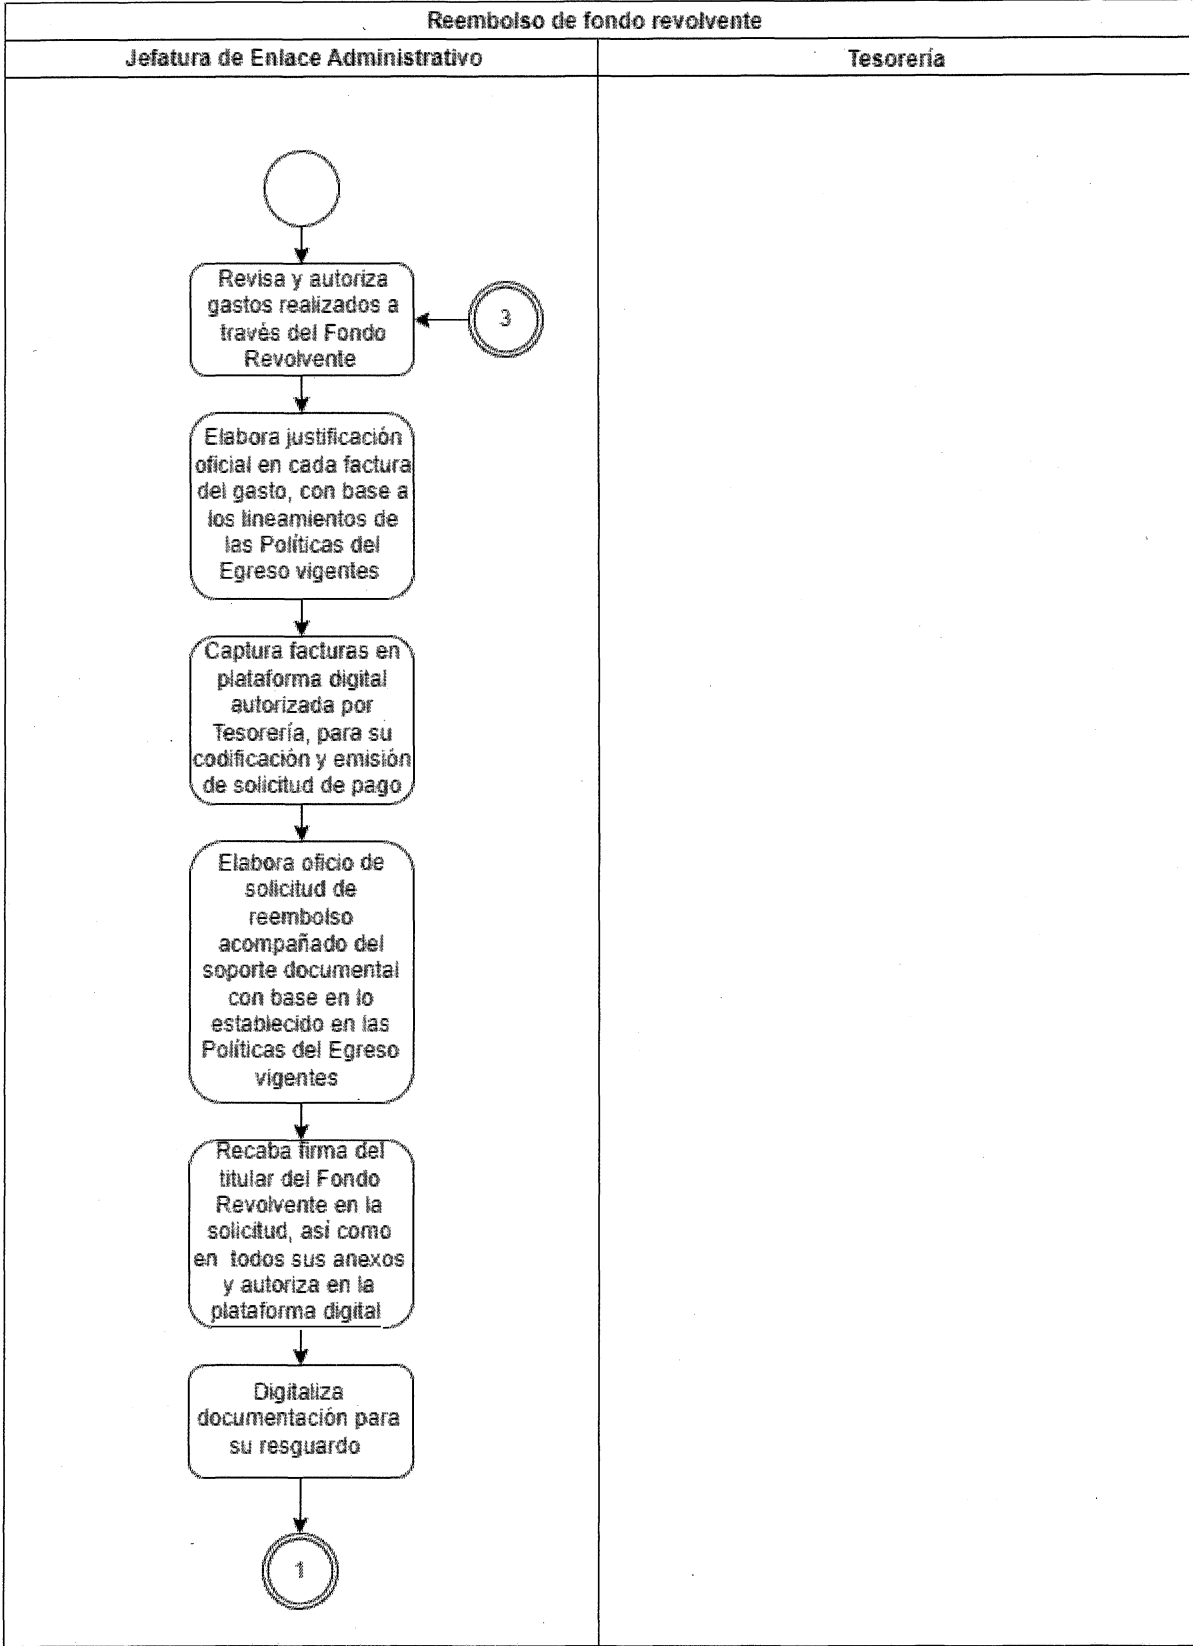 Reembolso de fondo revolvente
Jefatura de Enlace Administrativo
Tesorería
Revisa y autoriza
gastos realizados a
través del Fondo
Revolvente
3
Elabora justificación
oficial en cada factura
del gasto, con base a
los lineamientos de
las Políticas del
Egreso vigentes
Captura facturas en
plataforma digital
autorizada por
Tesorería, para su
codificación y emisión
de solicitud de pago
Elabora oficio de
solicitud de
reembolso
acompañado del
soporte documental
con base en lo
establecido en las
Políticas del Egreso
vigentes
Recaba firma del
titular del Fondo
Revolvente en la
solicitud, así como
en todos sus anexos
y autoriza en la
plataforma digital
Digitaliza
documentación para
su resguardo
1